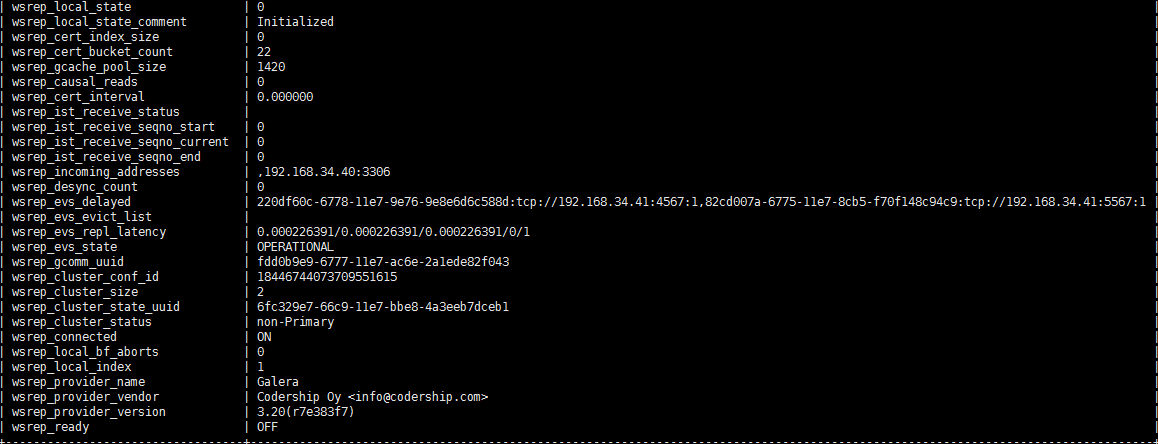 | wsrep_local_state | 0 |
| wsrep_local_state_comment | Initialized |
| wsrep_cert_index_size | 0 |
| wsrep_cert_bucket_count | 22 |
| wsrep_gcache_pool_size | 1420 |
| wsrep_causal_reads | 0 |
| wsrep_cert_interval | 0.000000 |
| wsrep_ist_receive_status | |
| wsrep_ist_receive_seqno_start | 0 |
| wsrep_ist_receive_seqno_current | 0 |
| wsrep_ist_receive_seqno_end | 0 |
| wsrep_incoming_addresses | ,192.168.34.40:3306 |
| wsrep_desync_count | 0 |
| wsrep_evs_delayed | 220df60c-6778-11e7-9e76-9e8e6d6c588d:tcp://192.168.34.41:4567:1,82cd007a-6775-11e7-8cb5-f70f148c94c9:tcp://192.168.34.41:5567:1 |
| wsrep_evs_evict_list | |
| wsrep_evs_repl_latency | 0.000226391/0.000226391/0.000226391/0/1 |
| wsrep_evs_state | OPERATIONAL |
| wsrep_gcomm_uuid | fdd0b9e9-6777-11e7-ac6e-2a1ede82f043 |
| wsrep_cluster_conf_id | 18446744073709551615 |
| wsrep_cluster_size | 2 |
| wsrep_cluster_state_uuid | 6fc329e7-66c9-11e7-bbe8-4a3eeb7dceb1 |
| wsrep_cluster_status | non-Primary |
| wsrep_connected | ON |
| wsrep_local_bf_aborts | 0 |
| wsrep_local_index | 1 |
| wsrep_provider_name | Galera |
| wsrep_provider_vendor | Codership Oy <info@codership.com> |
| wsrep_provider_version | 3.20(r7e383f7) |
| wsrep_ready | OFF |